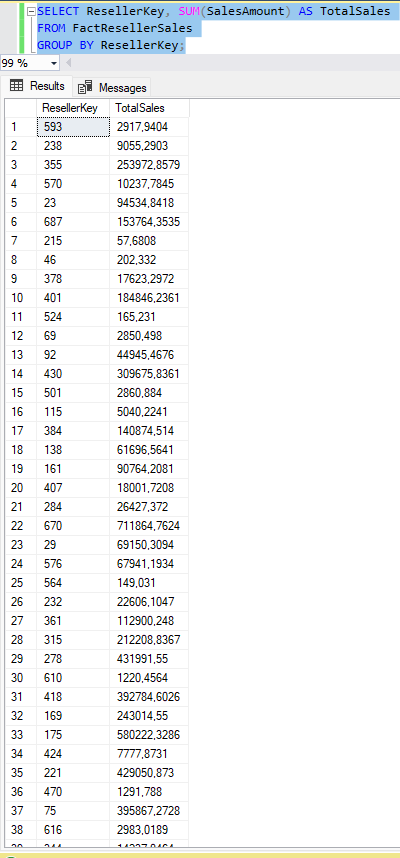 SELECT ResellerKey, SUM(SalesAmount) AS TotalSales
FROM FactResellerSales
GROUP BY ResellerKey;
99 %
Results Messages
ResellerKey TotalSales
1 593 2917,9404
2 238 9055,2903
3 355 253972,8579
4 570 10237,7845
5 23 94534,8418
6 687 153764,3535
7 215 57,6808
8 46 202,332
9 378 17623,2972
10 401 184846,2361
11 524 165,231
12 69 2850,498
13 92 44945,4676
14 430 309675,8361
15 501 2860,884
16 115 5040,2241
17 384 140874,514
18 138 61696,5641
19 161 90764,2081
20 407 18001,7208
21 284 26427,372
22 670 711864,7624
23 29 69150,3094
24 576 67941,1934
25 564 149,031
26 232 22606,1047
27 361 112900,248
28 315 212208,8367
29 278 431991,55
30 610 1220,4564
31 418 392784,6026
32 169 243014,55
33 175 580222,3286
34 424 7777,8731
35 221 429050,873
36 470 1291,788
37 75 395867,2728
38 616 2983,0189